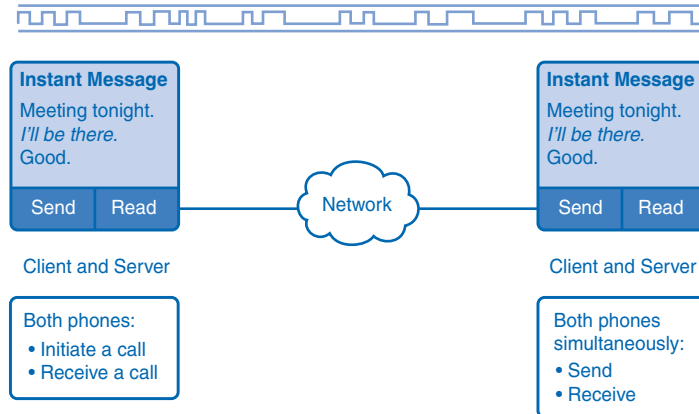 Instant Message
Meeting tonight.
I'll be there.
Good.
Send Read
Network
Instant Message
Meeting tonight.
I'll be there.
Good.
Send Read
Client and Server
Client and Server
Both phones:
• Initiate a call
• Receive a call
Both phones
simultaneously:
• Send
• Receive